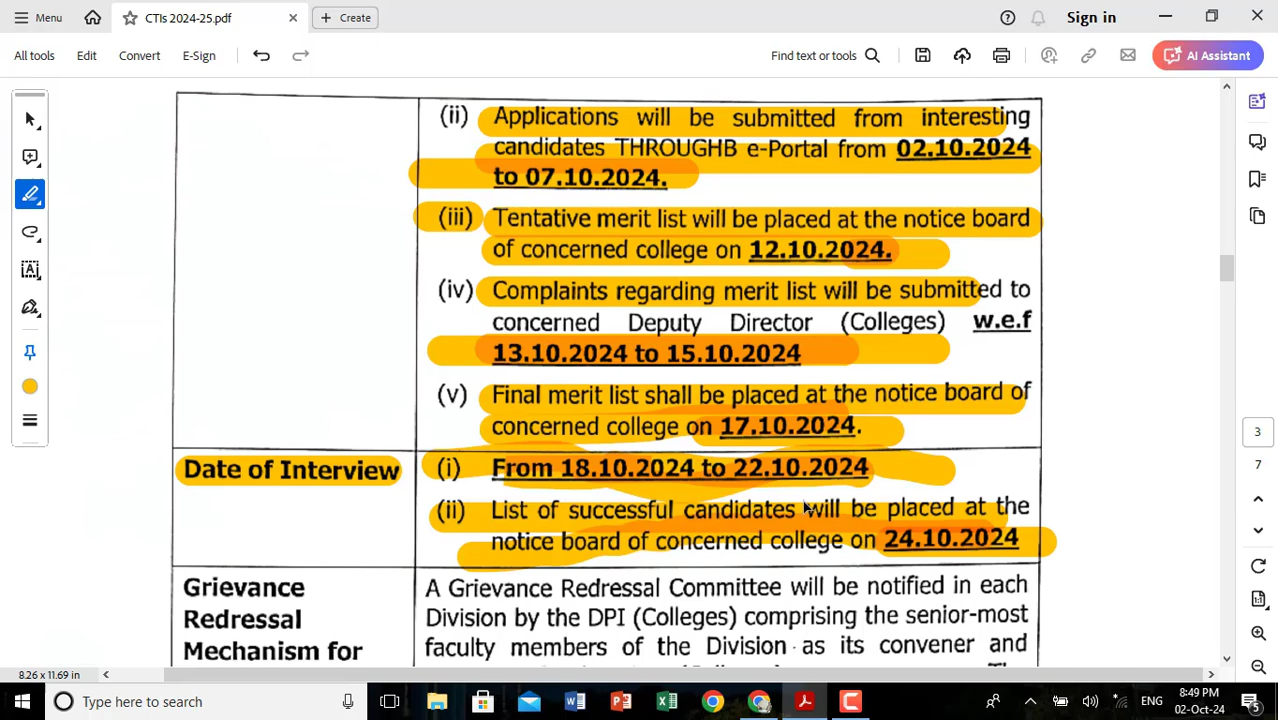 Menu
CTIs 2024-25.pdf
Create
Sign in
All tools
Edit
Convert
E-Sign
Find text or tools
AI Assistant
(ii) Applications will be submitted from interesting
candidates THROUGHB e-Portal from 02.10.2024
to 07.10.2024.
(iii) Tentative merit list will be placed at the notice board
of concerned college on 12.10.2024.
(iv) Complaints regarding merit list will be submitted to
concerned Deputy Director (Colleges) w.e.f
13.10.2024 to 15.10.2024
(v) Final merit list shall be placed at the notice board of
concerned college on 17.10.2024.
Date of Interview
(i) From 18.10.2024 to 22.10.2024
(ii) List of successful candidates will be placed at the
notice board of concerned college on 24.10.2024
Grievance
Redressal
Mechanism for
A Grievance Redressal Committee will be notified in each
Division by the DPI (Colleges) comprising the senior-most
faculty members of the Division as its convener and
3
7
8.26 x 11.69 in
Type here to search
ENG
8:49 PM
02-Oct-24
5